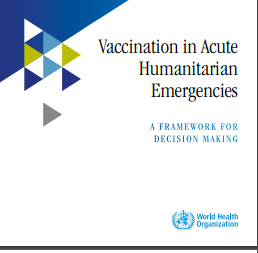 Vaccination in Acute
Humanitarian
Emergencies
A FRAMEWORK FOR
DECISION MAKING
World Health
Organization